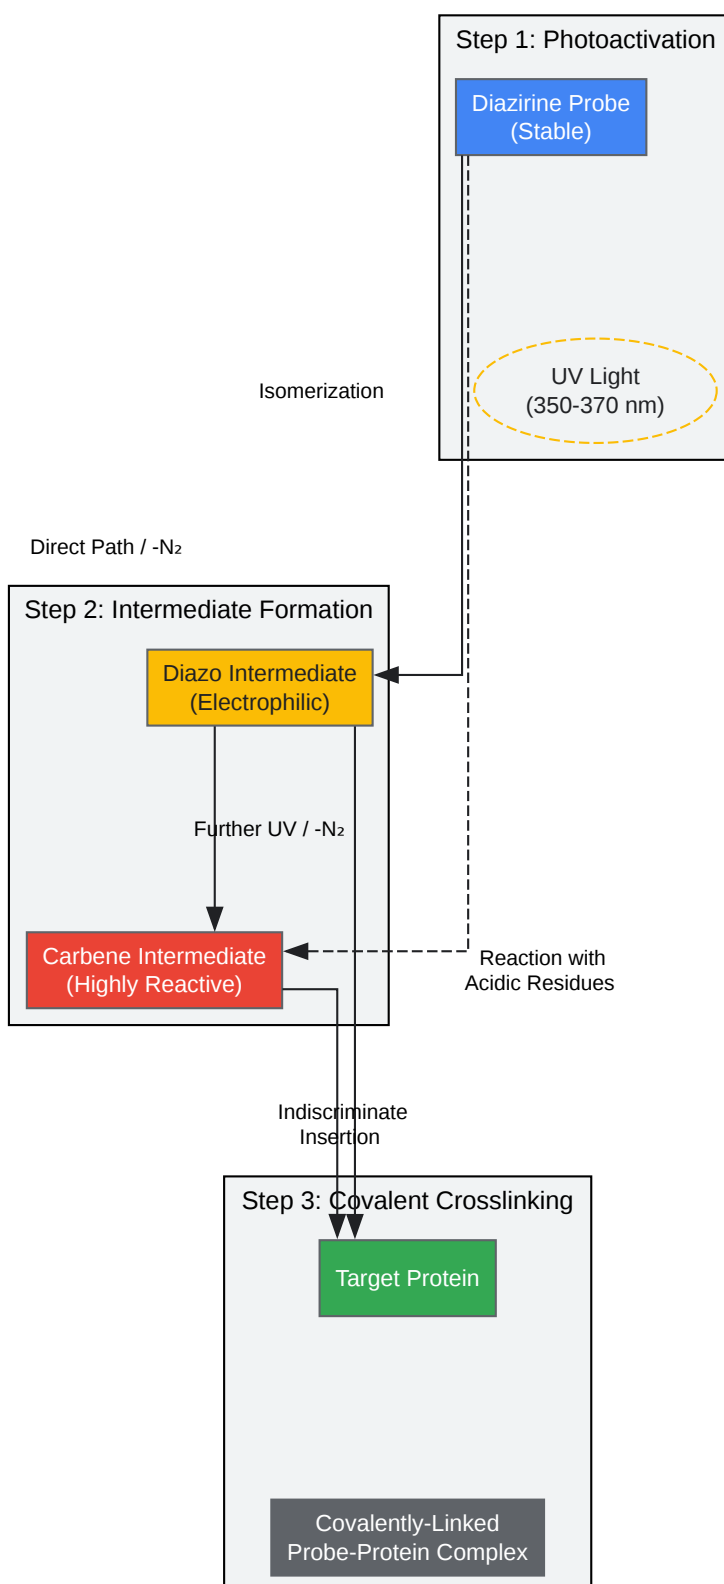 Step 1: Photoactivation
Diazirine Probe
(Stable)
UV Light
(350-370 nm)
Isomerization
Direct Path / -N₂
Step 2: Intermediate Formation
Diazo Intermediate
(Electrophilic)
Further UV / -N₂
Carbene Intermediate
(Highly Reactive)
Reaction with
Acidic Residues
Indiscriminate
Insertion
Step 3: Covalent Crosslinking
Target Protein
Covalently-Linked
Probe-Protein Complex